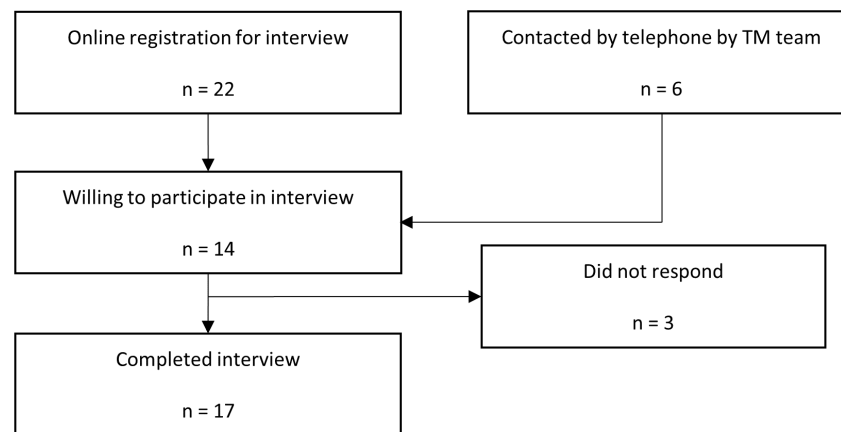 Online registration for interview
n = 22
Contacted by telephone by TM team
n = 6
Willing to participate in interview
n = 14
Did not respond
n = 3
Completed interview
n = 17